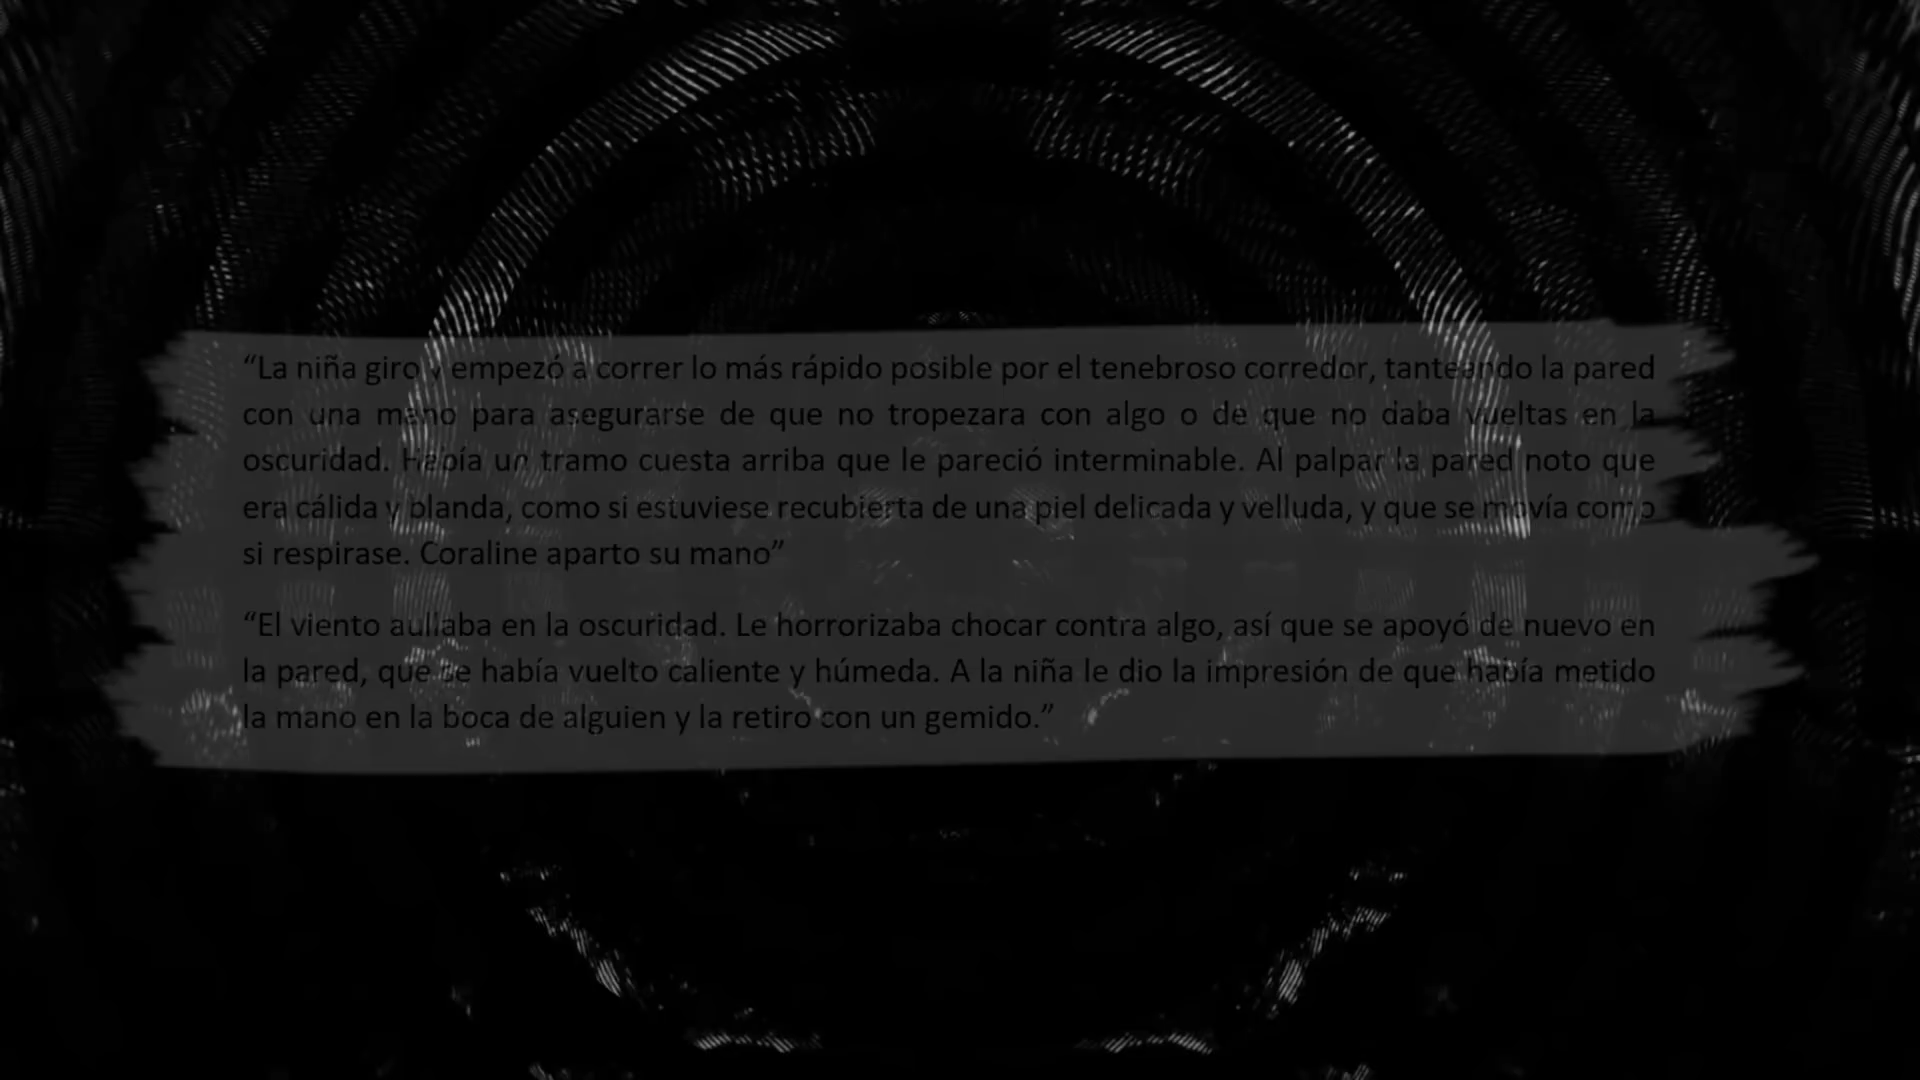 “La niña giro y empezó a correr lo más rápido posible por el tenebroso corredor, tanteando la pared
con una mano para asegurarse de que no tropezara con algo o de que no daba vueltas en la
oscuridad. Había un tramo cuesta arriba que le pareció interminable. Al palpar la pared noto que
era cálida y blanda, como si estuviese recubierta de una piel delicada y velluda, y que se movía como
si respirase. Coraline aparto su mano”
“El viento aullaba en la oscuridad. Le horrorizaba chocar contra algo, así que se apoyó de nuevo en
la pared, que se había vuelto caliente y húmeda. A la niña le dio la impresión de que había metido
la mano en la boca de alguien y la retiro con un gemido.”